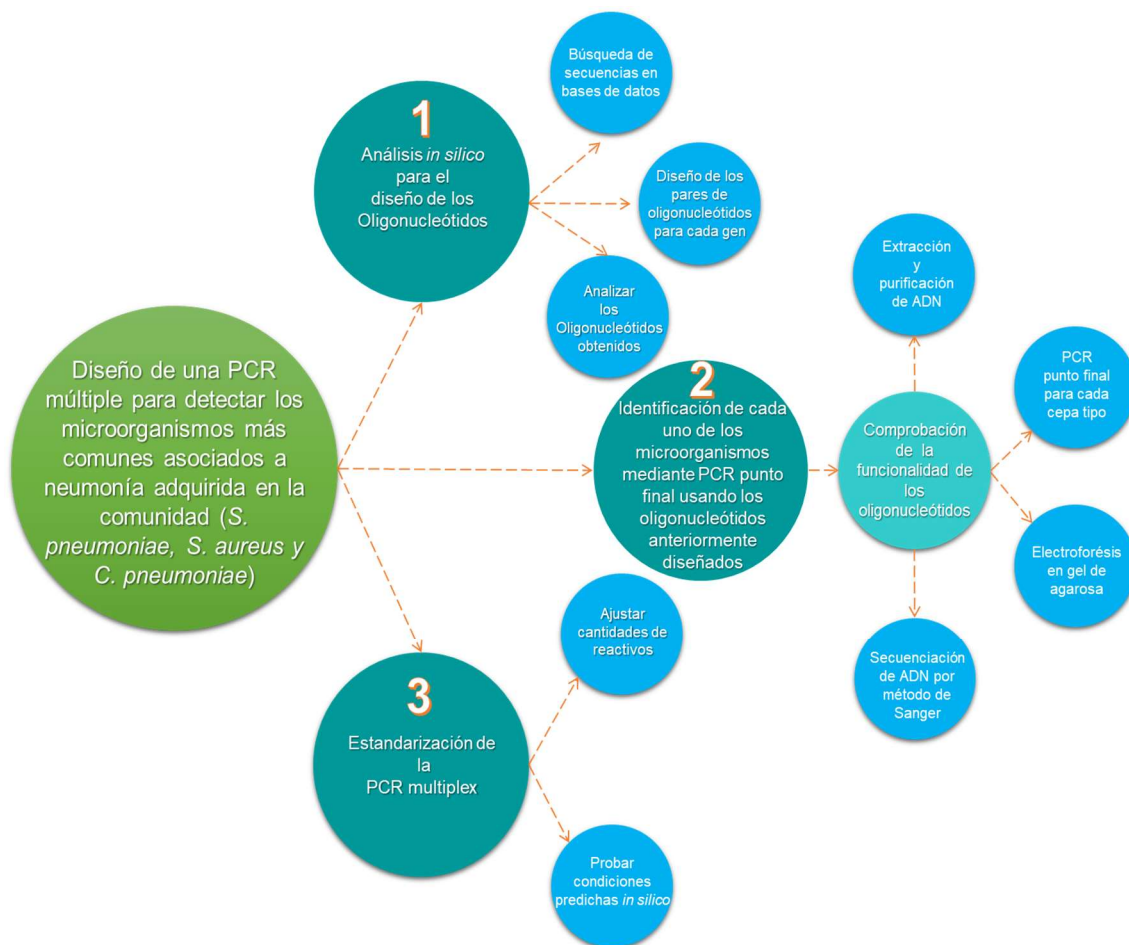 Diseño de una PCR
múltiple para detectar los
microorganismos más
comunes asociados a
neumonía adquirida en la
comunidad (S.
pneumoniae, S. aureus y
C. pneumoniae)
1
Análisis in silico
para el
diseño de los
Oligonucleótidos
Búsqueda de
secuencias en
bases de datos
Diseño de los
pares de
oligonucleótidos
para cada gen
Analizar
los
Oligonucleótidos
obtenidos
2
Identificación de cada
uno de los
microorganismos
mediante PCR punto
final usando los
oligonucleótidos
anteriormente
diseñados
Comprobación
de la
funcionalidad de
los
oligonucleótidos
Extracción
y
purificación
de ADN
PCR
punto final
para cada
cepa tipo
Electroforésis
en gel de
agarosa
Secuenciación
de ADN por
método de
Sanger
3
Estandarización de
la
PCR multiplex
Ajustar
cantidades de
reactivos
Probar
condiciones
predichas in silico